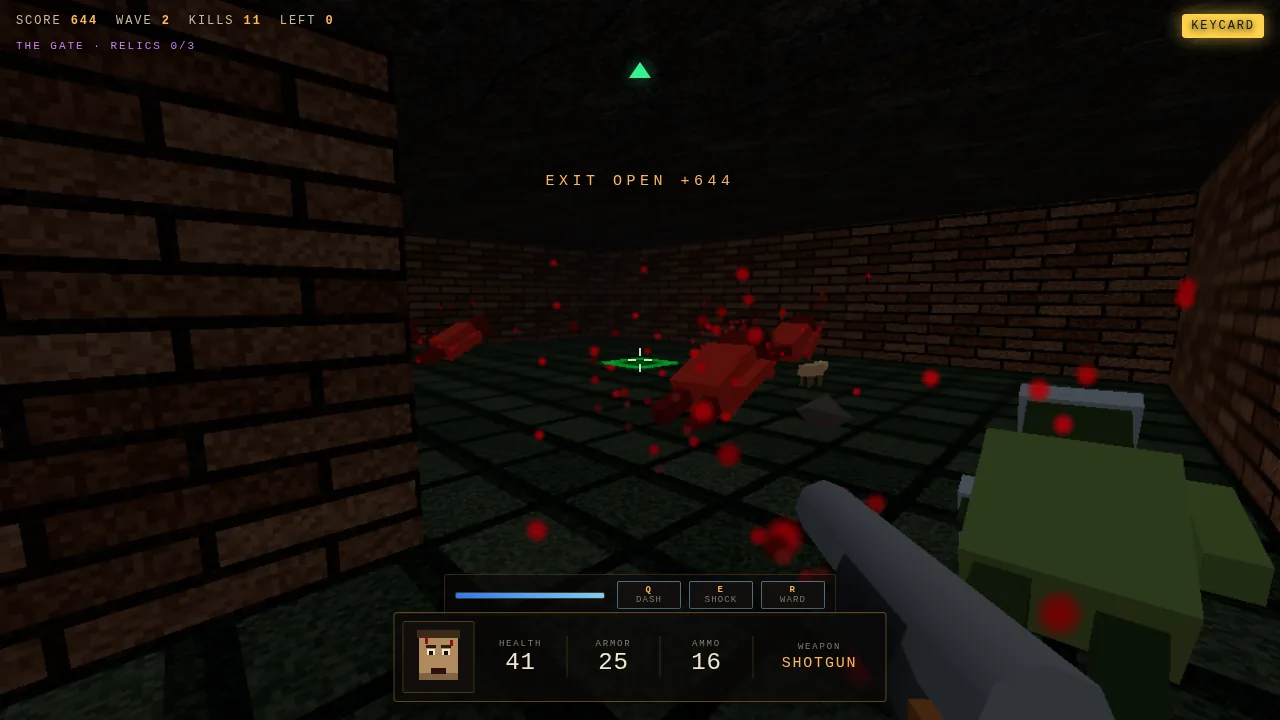 SCORE 644 WAVE 2 KILLS 11 LEFT 0
KEYCARD
THE GATE · RELICS 0/3
EXIT OPEN +644
Q
DASH
E
SHOCK
R
WARD
HEALTH
41
ARMOR
25
AMMO
16
WEAPON
SHOTGUN